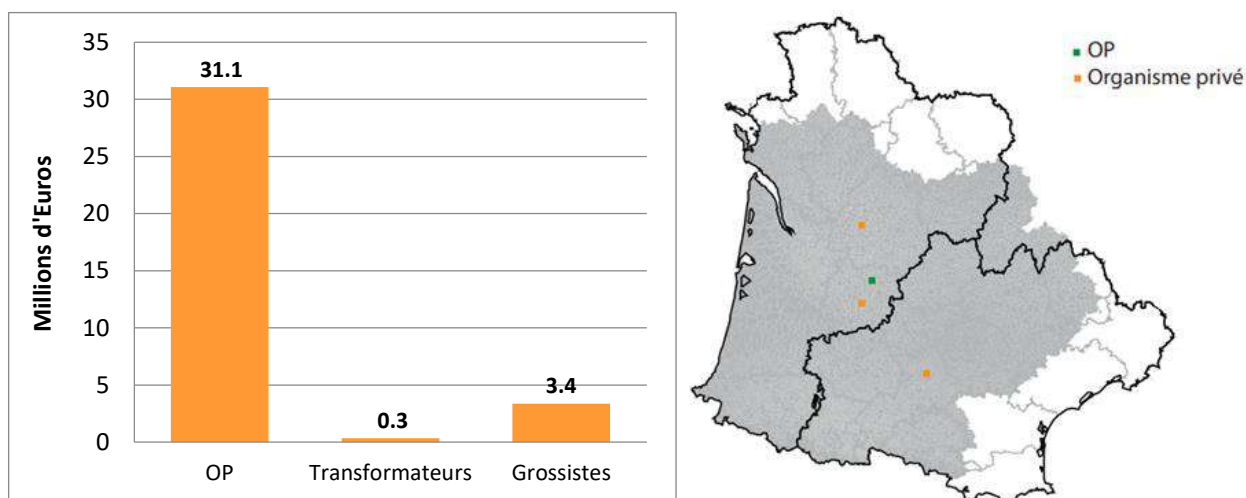 Millions d'Euros
35
30
25
20
15
10
5
0
31.1
0.3
3.4
OP
Transformateurs
Grossistes
OP
Organisme privé